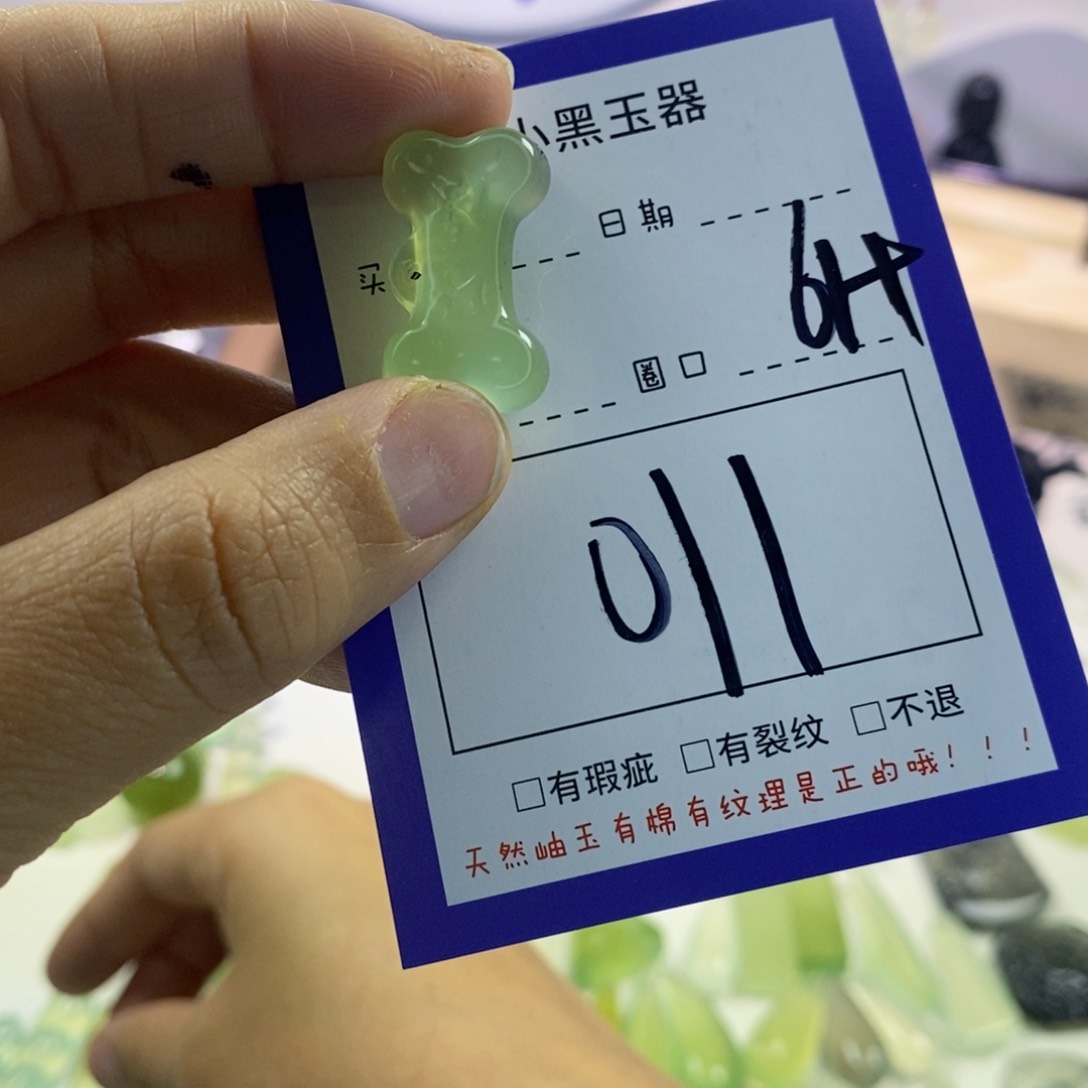 小黑玉器
日期
6H
圈口
011
□有瑕疵 □有裂纹 □不退
天然岫玉有棉有纹理是正的哦！！！